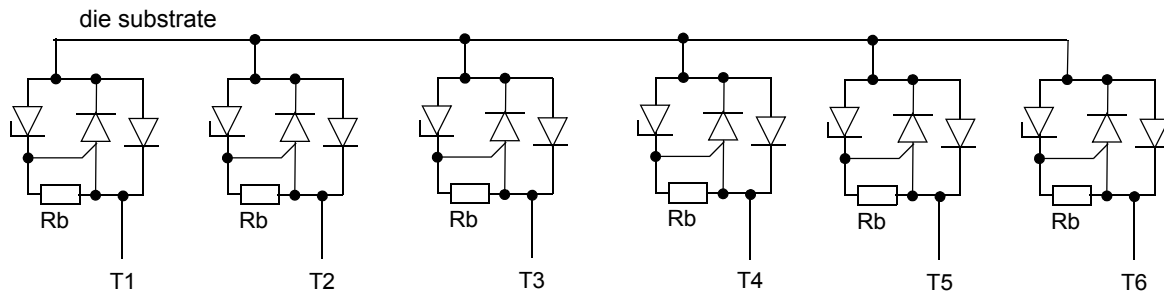 die substrate
Rb Rb Rb Rb Rb Rb
T1 T2 T3 T4 T5 T6